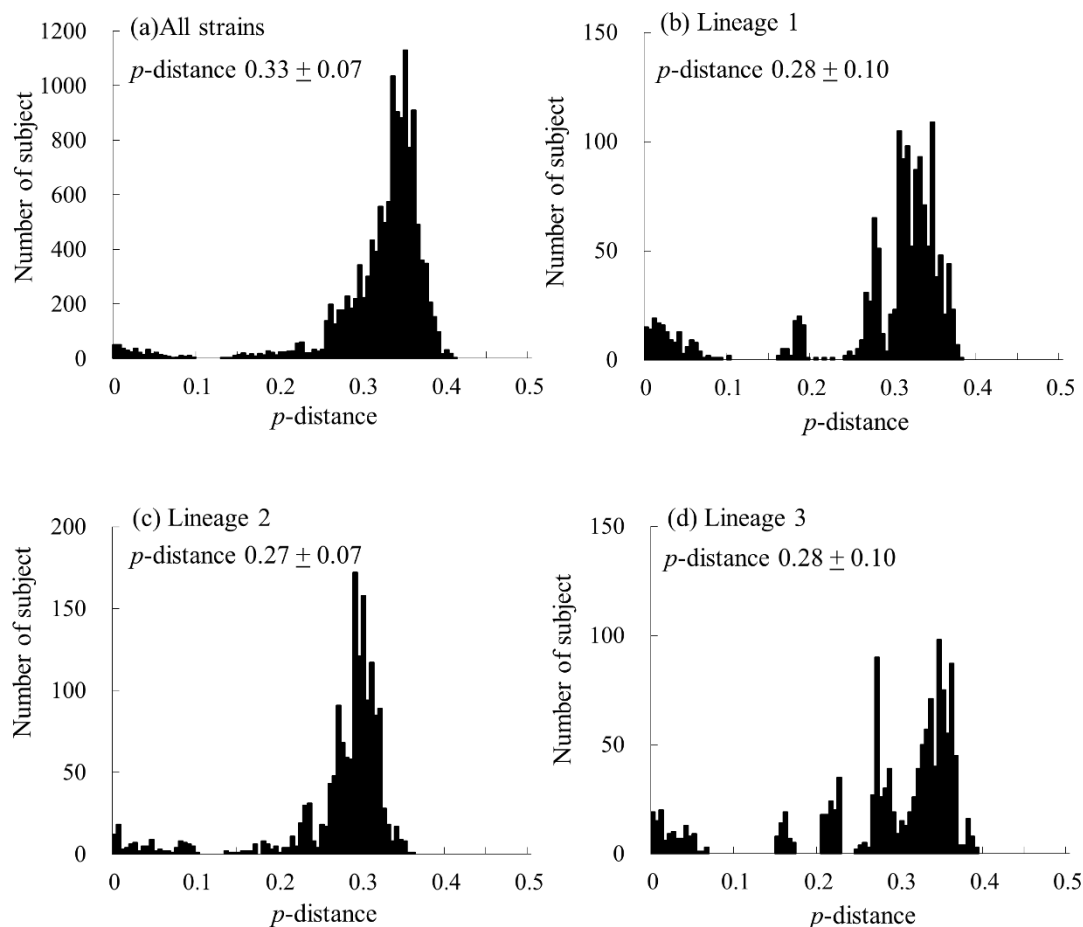 (a)All strains
p-distance 0.33 ± 0.07
Number of subject
1200
1000
800
600
400
200
0
0 0.1 0.2 0.3 0.4 0.5
p-distance
(b) Lineage 1
p-distance 0.28 ± 0.10
Number of subject
150
100
50
0
0 0.1 0.2 0.3 0.4 0.5
p-distance
(c) Lineage 2
p-distance 0.27 ± 0.07
Number of subject
200
150
100
50
0
0 0.1 0.2 0.3 0.4 0.5
p-distance
(d) Lineage 3
p-distance 0.28 ± 0.10
Number of subject
150
100
50
0
0 0.1 0.2 0.3 0.4 0.5
p-distance